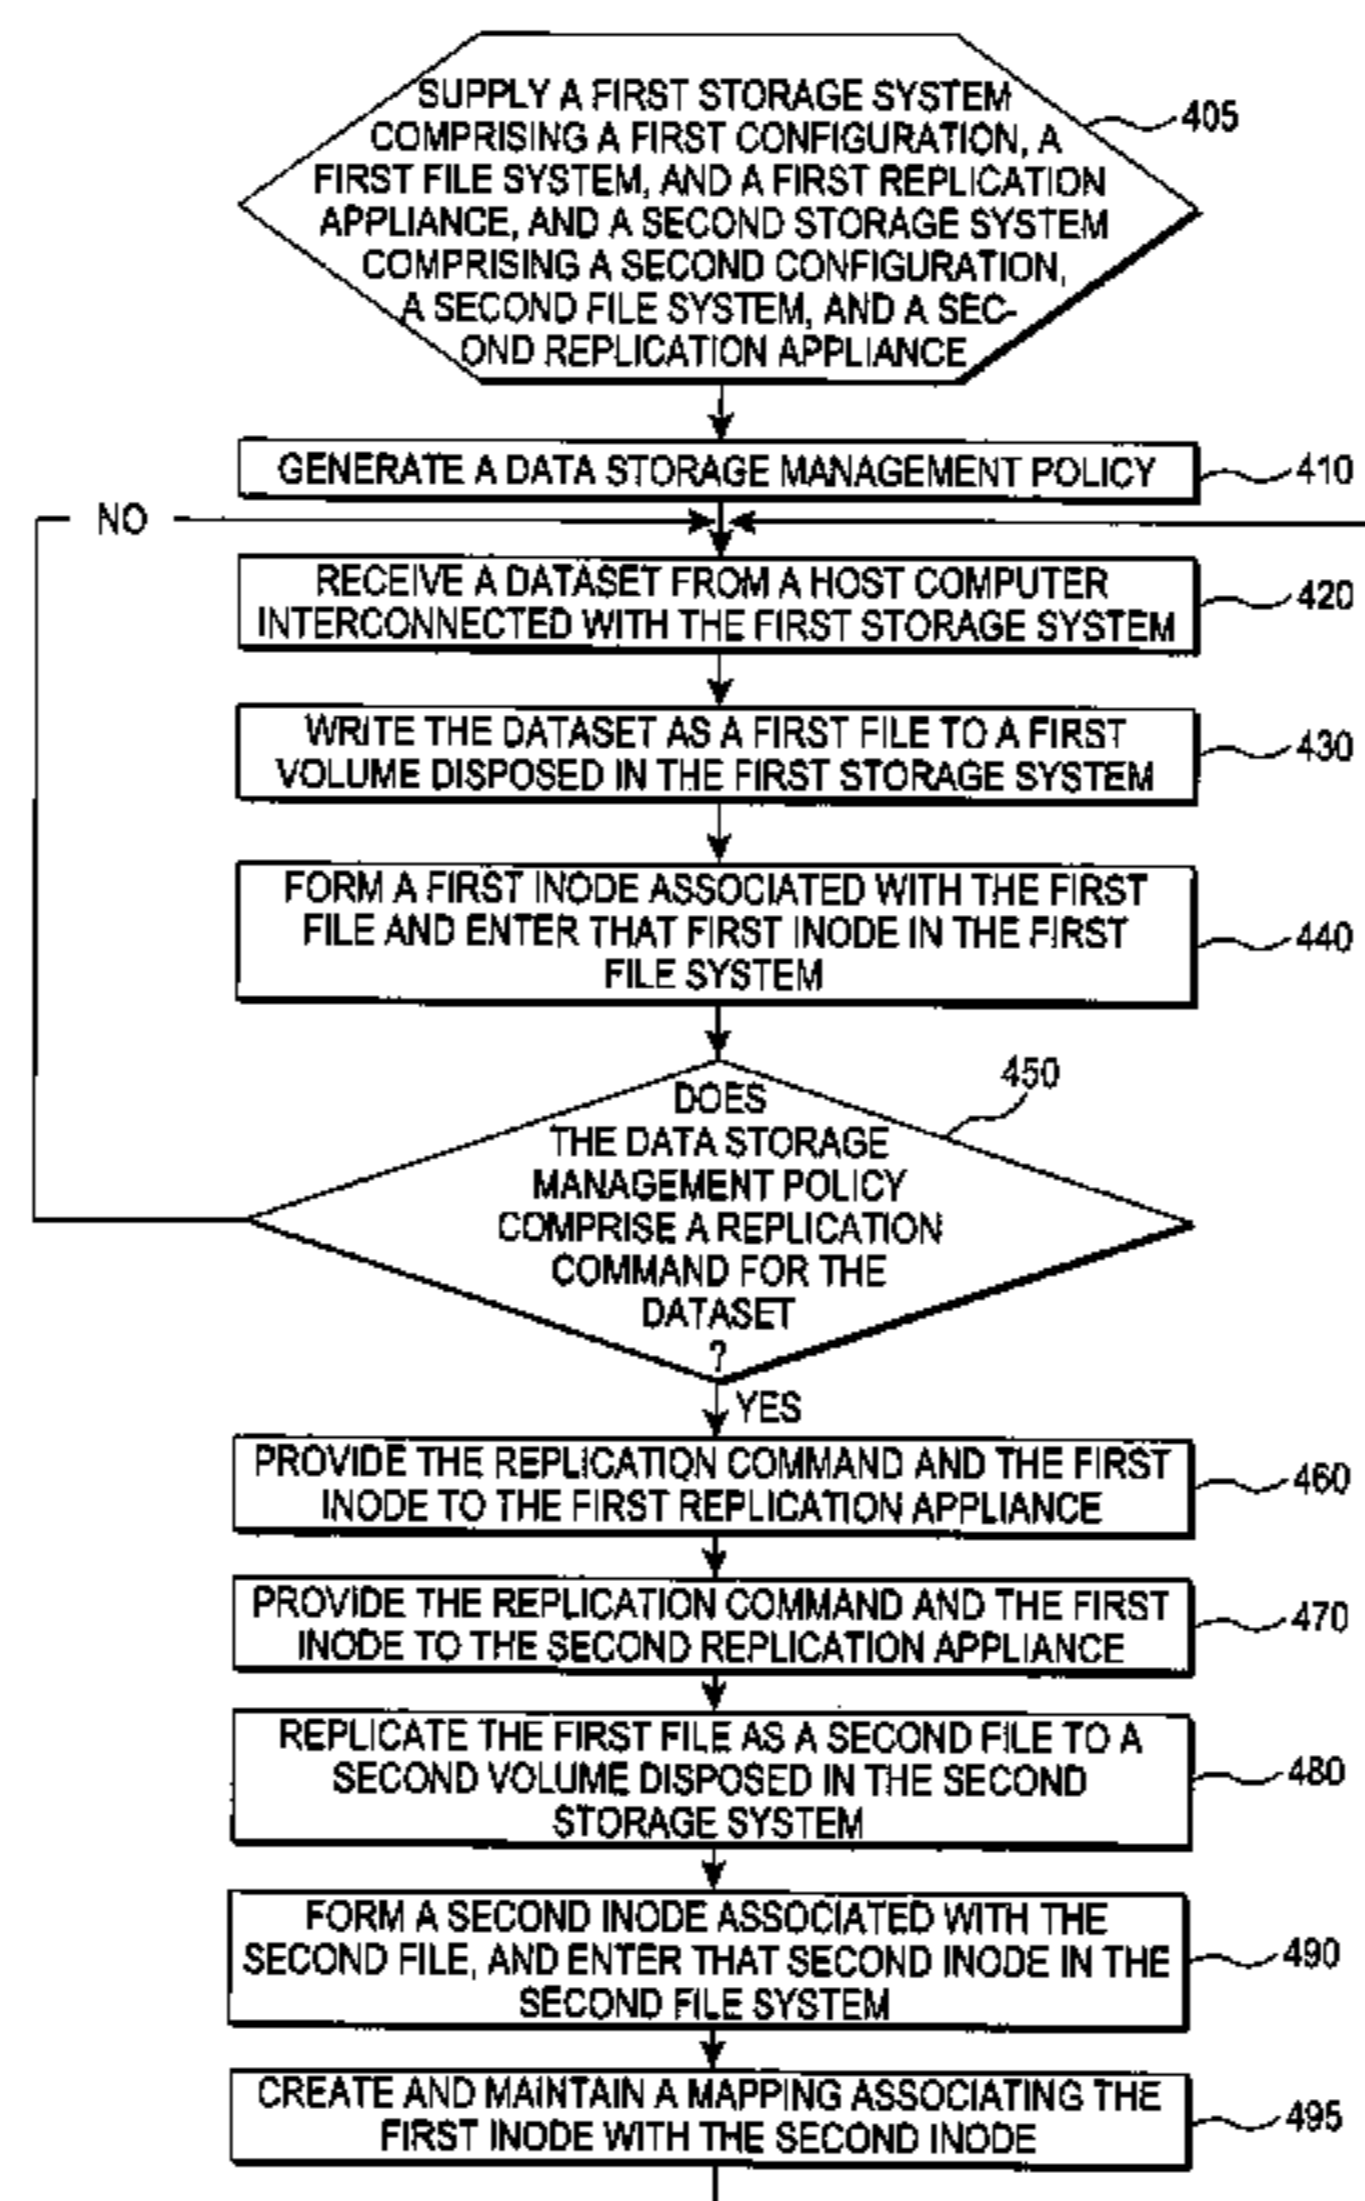 SUPPLY A FIRST STORAGE SYSTEM
COMPRISING A FIRST CONFIGURATION, A
FIRST FILE SYSTEM, AND A FIRST REPLICATION
APPLIANCE, AND A SECOND STORAGE SYSTEM
COMPRISING A SECOND CONFIGURATION,
A SECOND FILE SYSTEM, AND A SEC-
OND REPLICATION APPLIANCE
405
GENERATE A DATA STORAGE MANAGEMENT POLICY
410
NO
RECEIVE A DATASET FROM A HOST COMPUTER
INTERCONNECTED WITH THE FIRST STORAGE SYSTEM
420
WRITE THE DATASET AS A FIRST FILE TO A FIRST
VOLUME DISPOSED IN THE FIRST STORAGE SYSTEM
430
FORM A FIRST INODE ASSOCIATED WITH THE FIRST
FILE AND ENTER THAT FIRST INODE IN THE FIRST
FILE SYSTEM
440
DOES
THE DATA STORAGE
MANAGEMENT POLICY
COMPRISE A REPLICATION
COMMAND FOR THE
DATASET
?
450
YES
PROVIDE THE REPLICATION COMMAND AND THE FIRST
INODE TO THE FIRST REPLICATION APPLIANCE
460
PROVIDE THE REPLICATION COMMAND AND THE FIRST
INODE TO THE SECOND REPLICATION APPLIANCE
470
REPLICATE THE FIRST FILE AS A SECOND FILE TO A
SECOND VOLUME DISPOSED IN THE SECOND
STORAGE SYSTEM
480
FORM A SECOND INODE ASSOCIATED WITH THE
SECOND FILE, AND ENTER THAT SECOND INODE IN THE
SECOND FILE SYSTEM
490
CREATE AND MAINTAIN A MAPPING ASSOCIATING THE
FIRST INODE WITH THE SECOND INODE
495